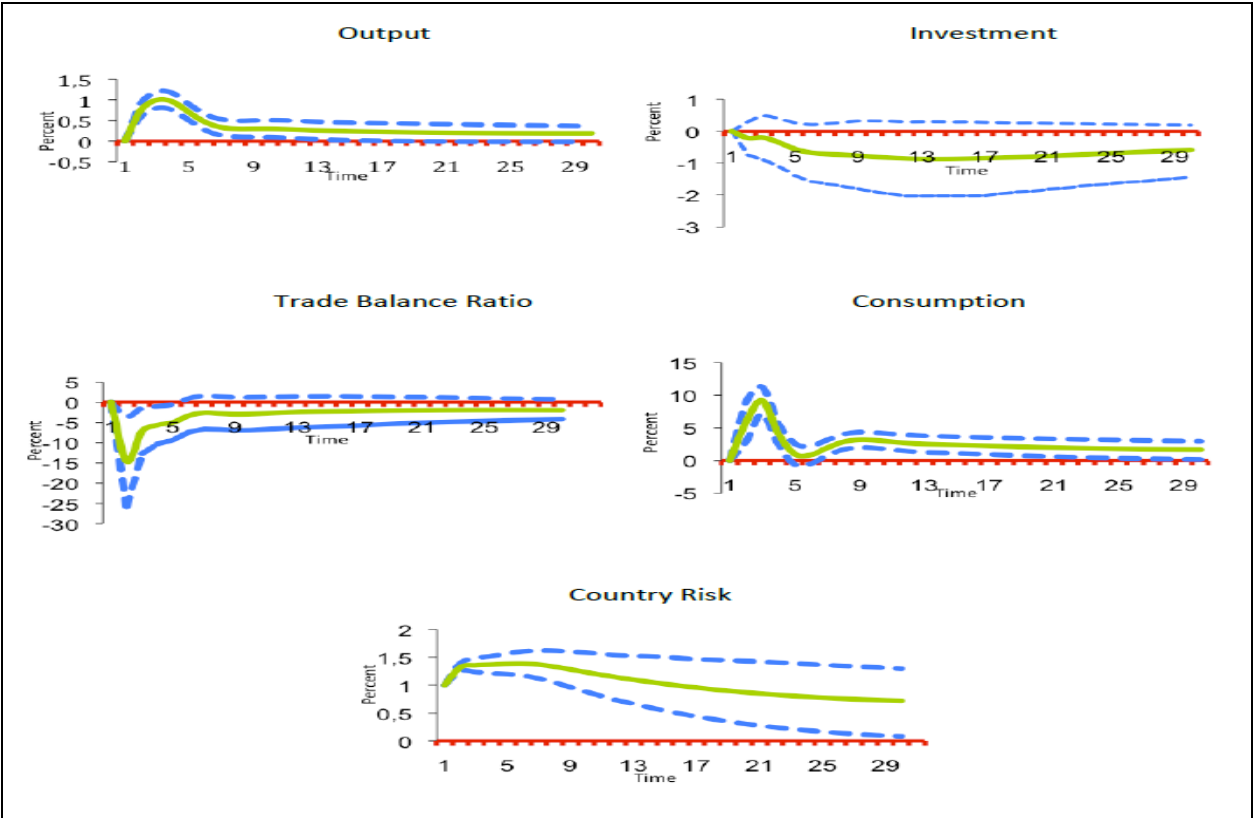 Output
1,5
1
0,5
0
-0,5
Percent
1 5 9 13 17 21 25 29
Time
Investment
1
0
-1
-2
-3
Percent
1 5 9 13 17 21 25 29
Time
Trade Balance Ratio
5
0
-5
-10
-15
-20
-25
-30
Percent
1 5 9 13 17 21 25 29
Time
Consumption
15
10
5
0
-5
Percent
1 5 9 13 17 21 25 29
Time
Country Risk
2
1,5
1
0,5
0
Percent
1 5 9 13 17 21 25 29
Time